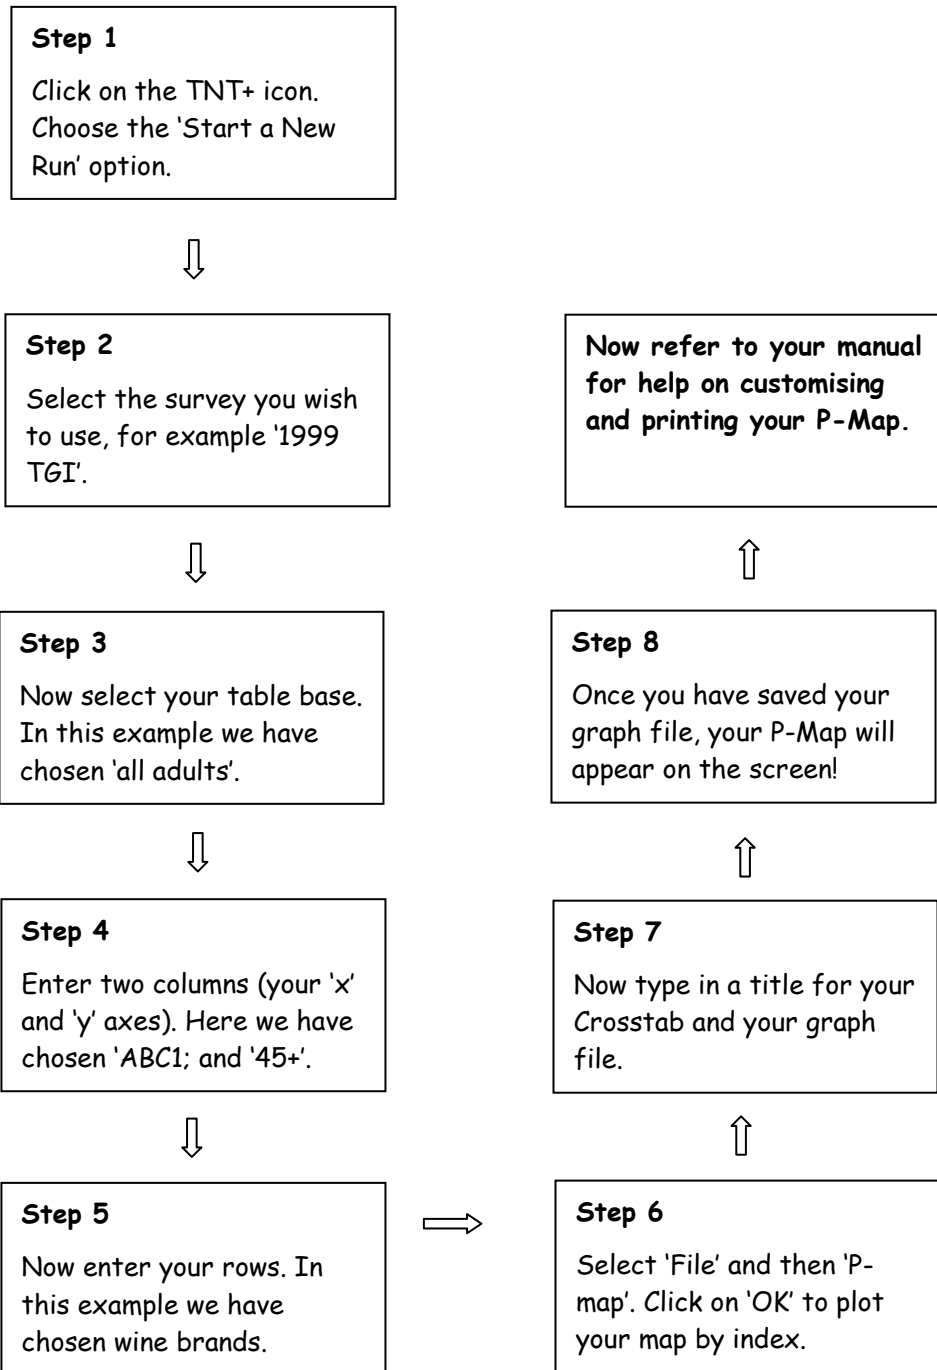 Step 1
Click on the TNT+ icon.
Choose the ‘Start a New
Run’ option.
Step 2
Select the survey you wish
to use, for example ‘1999
TGI’.
Step 3
Now select your table base.
In this example we have
chosen ‘all adults’.
Step 4
Enter two columns (your ‘x’
and ‘y’ axes). Here we have
chosen ‘ABC1; and ‘45+’.
Step 5
Now enter your rows. In
this example we have
chosen wine brands.
Step 6
Select ‘File’ and then ‘P-
map’. Click on ‘OK’ to plot
your map by index.
Step 7
Now type in a title for your
Crosstab and your graph
file.
Step 8
Once you have saved your
graph file, your P-Map will
appear on the screen!
Now refer to your manual
for help on customising
and printing your P-Map.